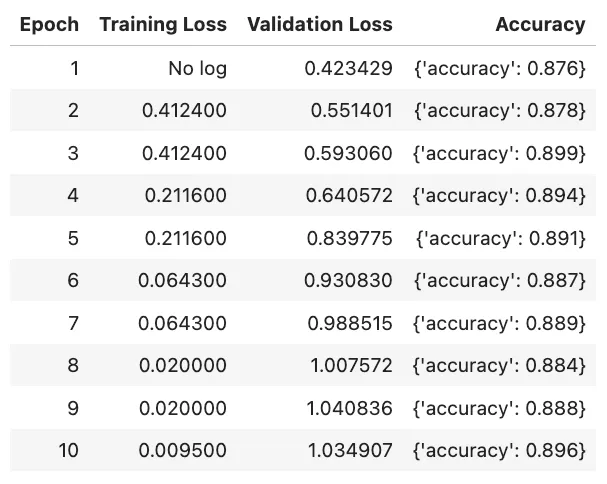 Epoch Training Loss Validation Loss Accuracy
1 No log 0.423429 {'accuracy': 0.876}
2 0.412400 0.551401 {'accuracy': 0.878}
3 0.412400 0.593060 {'accuracy': 0.899}
4 0.211600 0.640572 {'accuracy': 0.894}
5 0.211600 0.839775 {'accuracy': 0.891}
6 0.064300 0.930830 {'accuracy': 0.887}
7 0.064300 0.988515 {'accuracy': 0.889}
8 0.020000 1.007572 {'accuracy': 0.884}
9 0.020000 1.040836 {'accuracy': 0.888}
10 0.009500 1.034907 {'accuracy': 0.896}